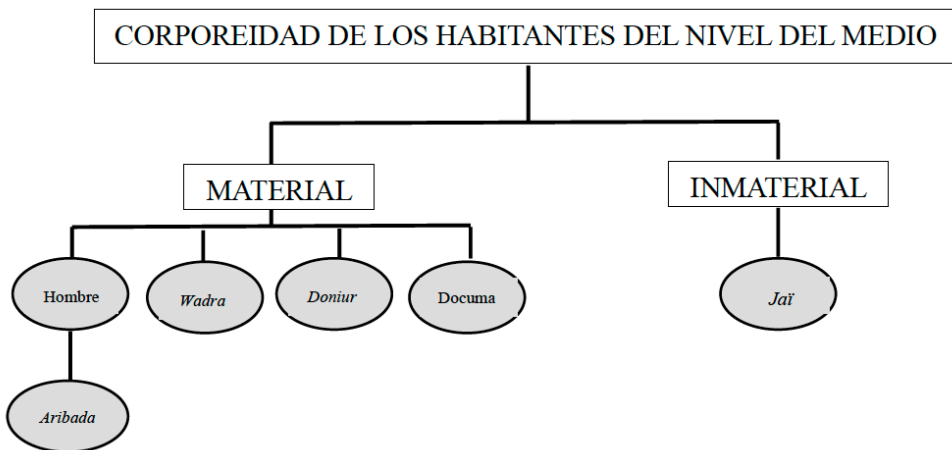 CORPOREIDAD DE LOS HABITANTES DEL NIVEL DEL MEDIO
MATERIAL
INMATERIAL
Hombre
Wadra
Doniur
Documa
Jaï
Aribada